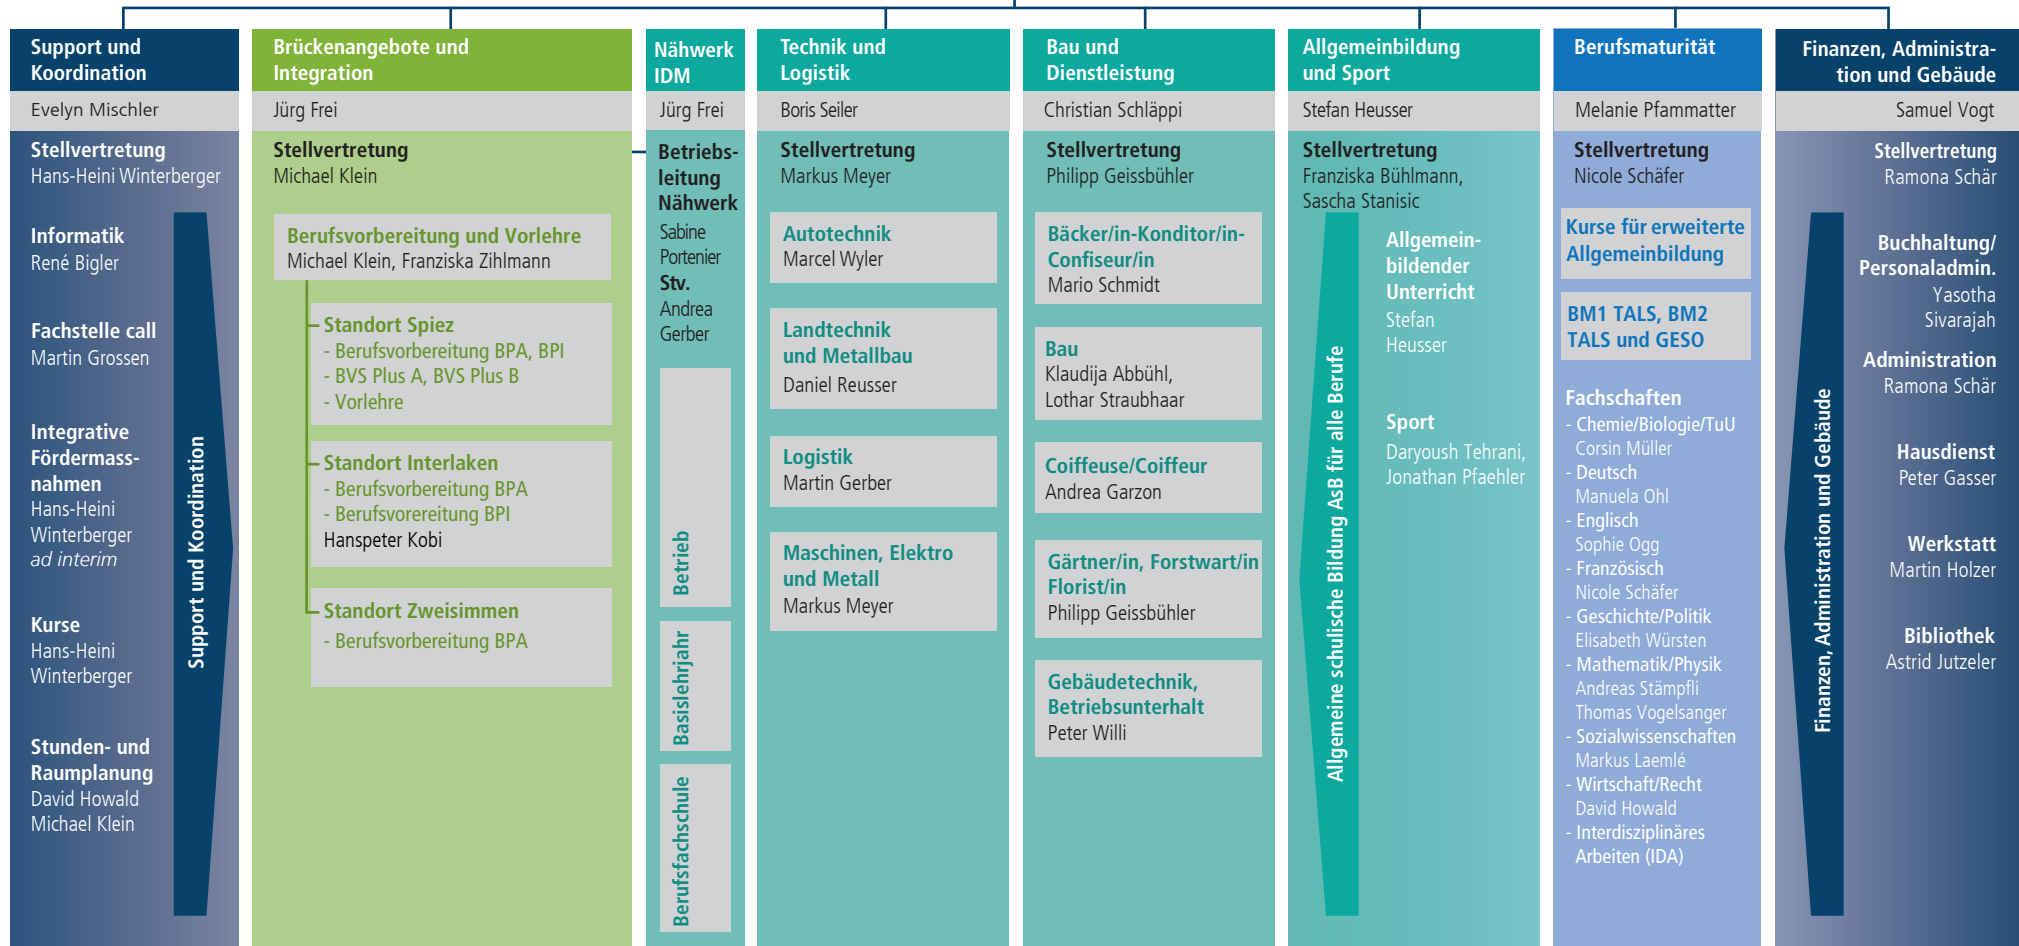 Support und
Koordination
Evelyn Mischler
Stellvertretung
Hans-Heini Winterberger
Informatik
René Bigler
Fachstelle call
Martin Grossen
Integrative
Fördermass-
nahmen
Hans-Heini
Winterberger
ad interim
Kurse
Hans-Heini
Winterberger
Stunden- und
Raumplanung
David Howald
Michael Klein
Support und Koordination
Brückenangebote und
Integration
Jürg Frei
Stellvertretung
Michael Klein
Berufsvorbereitung und Vorlehre
Michael Klein, Franziska Zihlmann
Standort Spiez
- Berufsvorbereitung BPA, BPI
- BVS Plus A, BVS Plus B
- Vorlehre
Standort Interlaken
- Berufsvorbereitung BPA
- Berufsvorereitung BPI
Hanspeter Kobi
Standort Zweisimmen
- Berufsvorbereitung BPA
Nähwerk
IDM
Jürg Frei
Betriebs-
leitung
Nähwerk
Sabine
Portenier
Stv.
Andrea
Gerber
Betrieb
Basislehrjahr
Berufsfachschule
Technik und
Logistik
Boris Seiler
Stellvertretung
Markus Meyer
Autotechnik
Marcel Wyler
Landtechnik
und Metallbau
Daniel Reusser
Logistik
Martin Gerber
Maschinen, Elektro
und Metall
Markus Meyer
Bau und
Dienstleistung
Christian Schläppi
Stellvertretung
Philipp Geissbühler
Bäcker/in-Konditor/in-
Confiseur/in
Mario Schmidt
Bau
Klaudija Abbühl,
Lothar Straubhaar
Coiffeuse/Coiffeur
Andrea Garzon
Gärtner/in, Forstwart/in
Florist/in
Philipp Geissbühler
Gebäudetechnik,
Betriebsunterhalt
Peter Willi
Allgemeinbildung
und Sport
Stefan Heusser
Stellvertretung
Franziska Bühlmann,
Sascha Stanisic
Allgemeine schulische Bildung AsB für alle Berufe
Allgemein-
bildender
Unterricht
Stefan
Heusser
Sport
Daryoush Tehrani,
Jonathan Pfaehler
Berufsmaturität
Melanie Pfammatter
Stellvertretung
Nicole Schäfer
Kurse für erweiterte
Allgemeinbildung
BM1 TALS, BM2
TALS und GESO
Fachschaften
- Chemie/Biologie/TuU
Corsin Müller
- Deutsch
Manuela Ohl
- Englisch
Sophie Ogg
- Französisch
Nicole Schäfer
- Geschichte/Politik
Elisabeth Würsten
- Mathematik/Physik
Andreas Stämpfli
Thomas Vogelsanger
- Sozialwissenschaften
Markus Laemlé
- Wirtschaft/Recht
David Howald
- Interdisziplinäres
Arbeiten (IDA)
Finanzen, Administra-
tion und Gebäude
Samuel Vogt
Stellvertretung
Ramona Schär
Buchhaltung/
Personaladmin.
Yasotha
Sivarajah
Administration
Ramona Schär
Hausdienst
Peter Gasser
Werkstatt
Martin Holzer
Bibliothek
Astrid Jutzeler
Finanzen, Administration und Gebäude